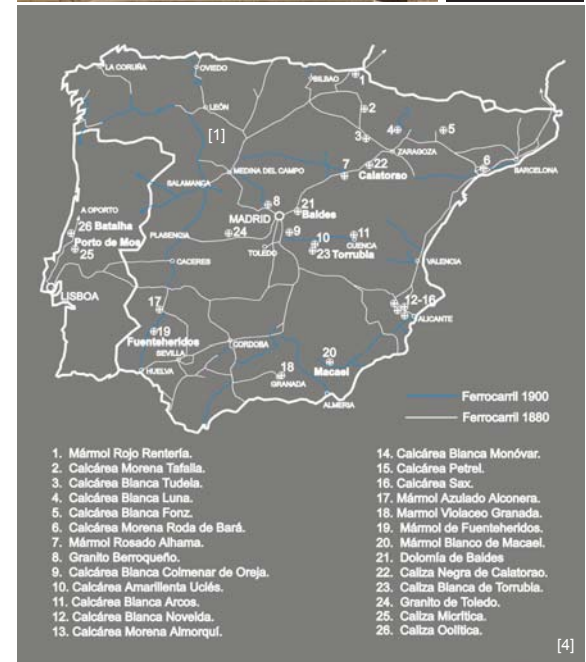 LA CORUÑA
OVIEDO
BILBAO
1
LEÓN
2
[1]
3
4
5
ZARAGOZA
22
Calatorao
7
6
BARCELONA
MEDINA DEL CAMPO
SALAMANCA
8
MADRID
21
Baides
A OPORTO
26 Batalha
Porto de Mos
25
PLASENCIA
24
TOLEDO
9
10
11
CUENCA
23 Torrubia
CACERES
VALENCIA
LISBOA
12-16
ALICANTE
17
19
Fuenteheridos
SEVILLA
HUELVA
CORDOBA
18
GRANADA
20
Macael
ALMERIA
Ferrocarril 1900
Ferrocarril 1880
1. Mármol Rojo Rentería.
2. Calcárea Morena Tafalla.
3. Calcárea Blanca Tudela.
4. Calcárea Blanca Luna.
5. Calcárea Blanca Fonz.
6. Calcárea Morena Roda de Bará.
7. Mármol Rosado Alhama.
8. Granito Berroqueño.
9. Calcárea Blanca Colmenar de Oreja.
10. Calcárea Amarillenta Uclés.
11. Calcárea Blanca Arcos.
12. Calcárea Blanca Novelda.
13. Calcárea Morena Almorquí.
14. Calcárea Blanca Monóvar.
15. Calcárea Petrel.
16. Calcárea Sax.
17. Mármol Azulado Alconera.
18. Marmol Violaceo Granada.
19. Mármol de Fuenteheridos.
20. Mármol Blanco de Macael.
21. Dolomía de Baides
22. Caliza Negra de Calatorao.
23. Caliza Blanca de Torrubia.
24. Granito de Toledo.
25. Caliza Micrítica.
26. Caliza Oolítica.
[4]